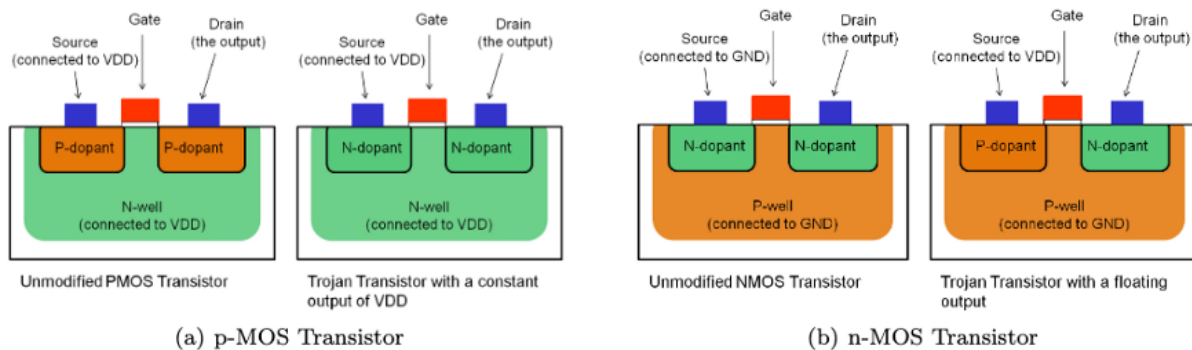 Gate
Source
(connected to VDD)
Drain
(the output)
P-dopant
P-dopant
N-well
(connected to VDD)
Unmodified PMOS Transistor
Gate
Source
(connected to VDD)
Drain
(the output)
N-dopant
N-dopant
N-well
(connected to VDD)
Trojan Transistor with a constant
output of VDD
(a) p-MOS Transistor
Gate
Source
(connected to GND)
Drain
(the output)
N-dopant
N-dopant
P-well
(connected to GND)
Unmodified NMOS Transistor
Gate
Source
(connected to VDD)
Drain
(the output)
P-dopant
N-dopant
P-well
(connected to GND)
Trojan Transistor with a floating
output
(b) n-MOS Transistor